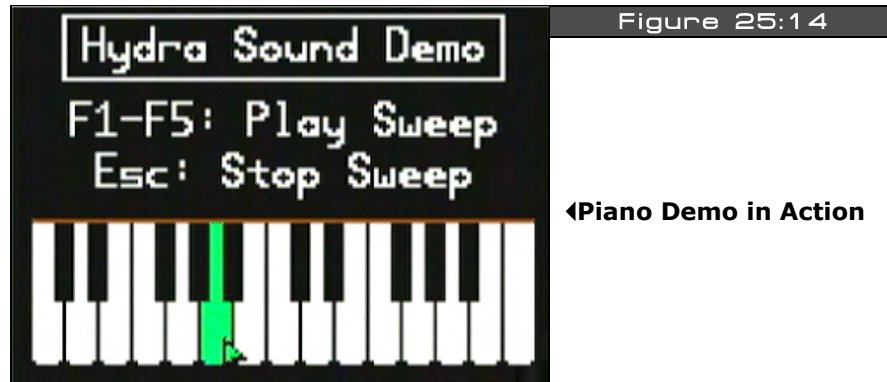 Figure 25:14
Hydra Sound Demo
F1-F5: Play Sweep
Esc: Stop Sweep
Piano Demo in Action